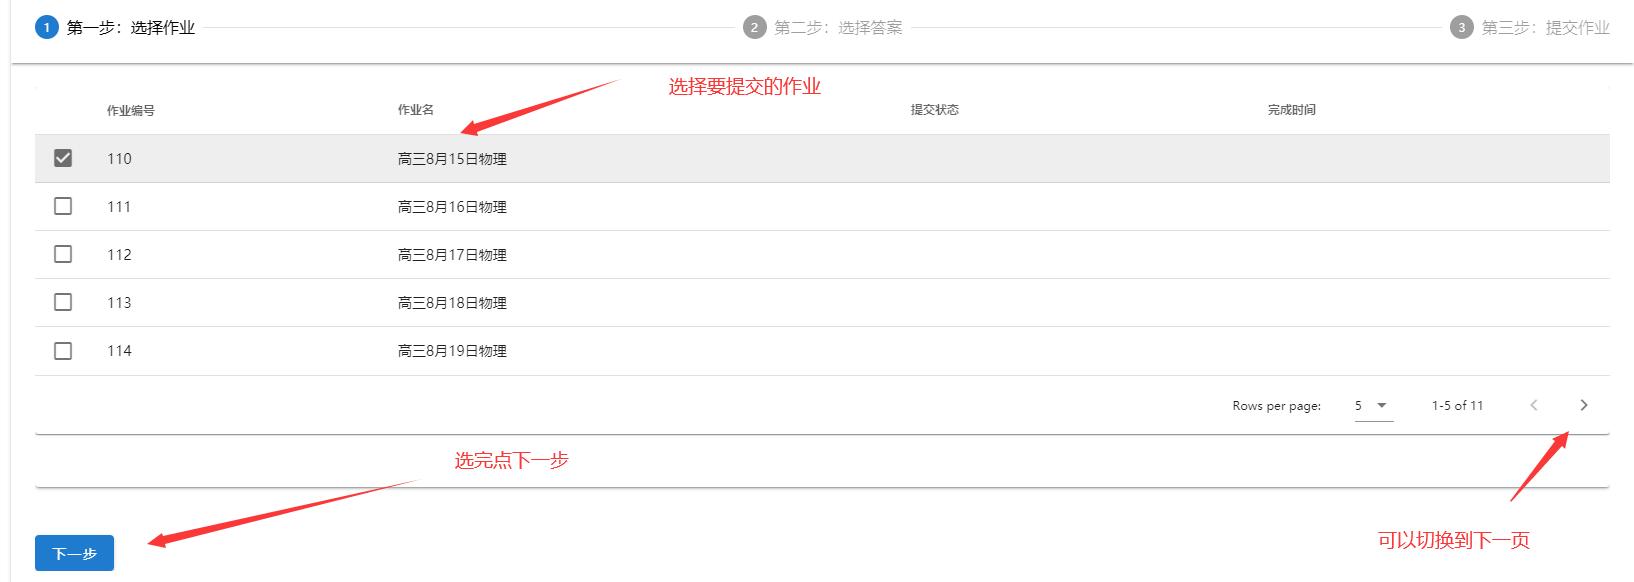 1 第一步：选择作业 2 第二步：选择答案 3 第三步：提交作业
选择要提交的作业
作业编号 作业名 提交状态 完成时间
110 高三8月15日物理
111 高三8月16日物理
112 高三8月17日物理
113 高三8月18日物理
114 高三8月19日物理
Rows per page: 5 1-5 of 11
选完点下一步
可以切换到下一页
下一步